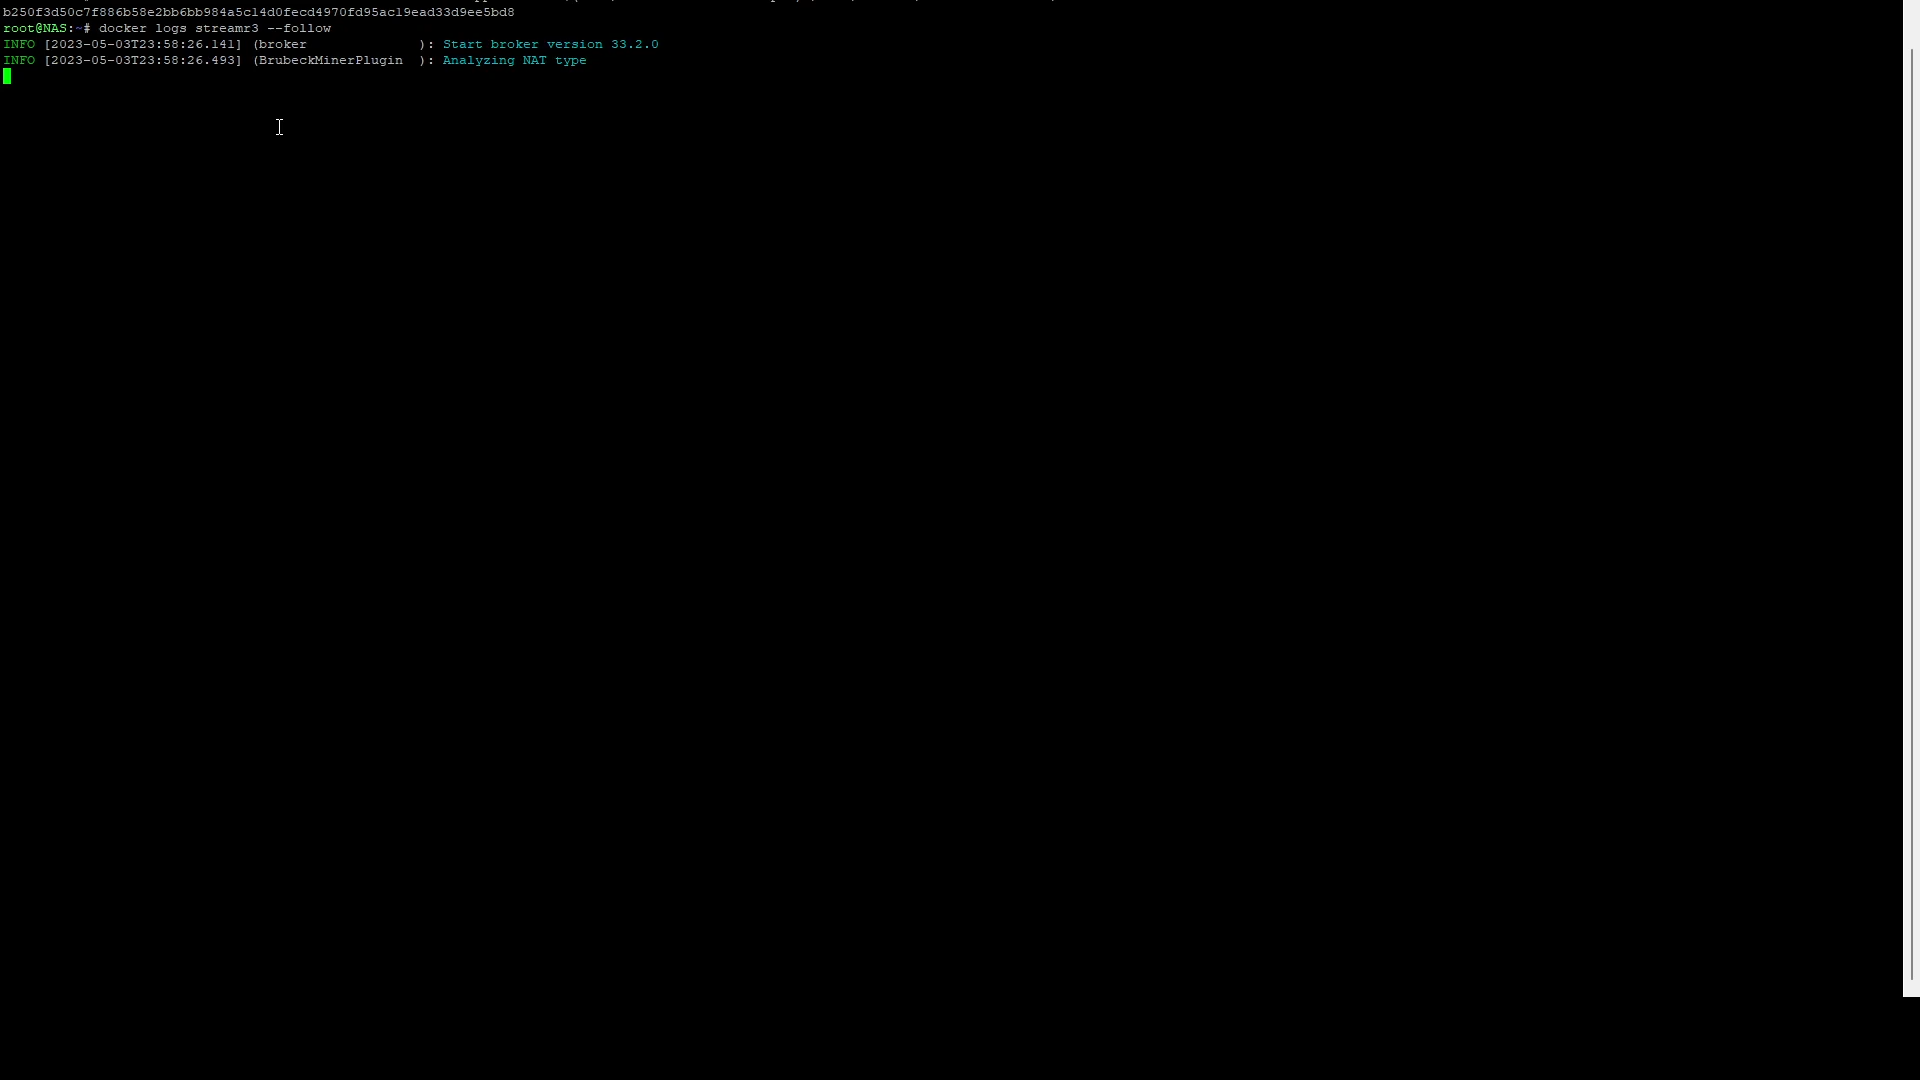 b250f3d50c7f886b58e2bb6bb984a5c14d0fecd4970fd95ac19ead33d9ee5bd8
root@NAS:~# docker logs streamr3 --follow
INFO [2023-05-03T23:58:26.141] (broker              ): Start broker version 33.2.0
INFO [2023-05-03T23:58:26.493] (BrubeckMinerPlugin  ): Analyzing NAT type